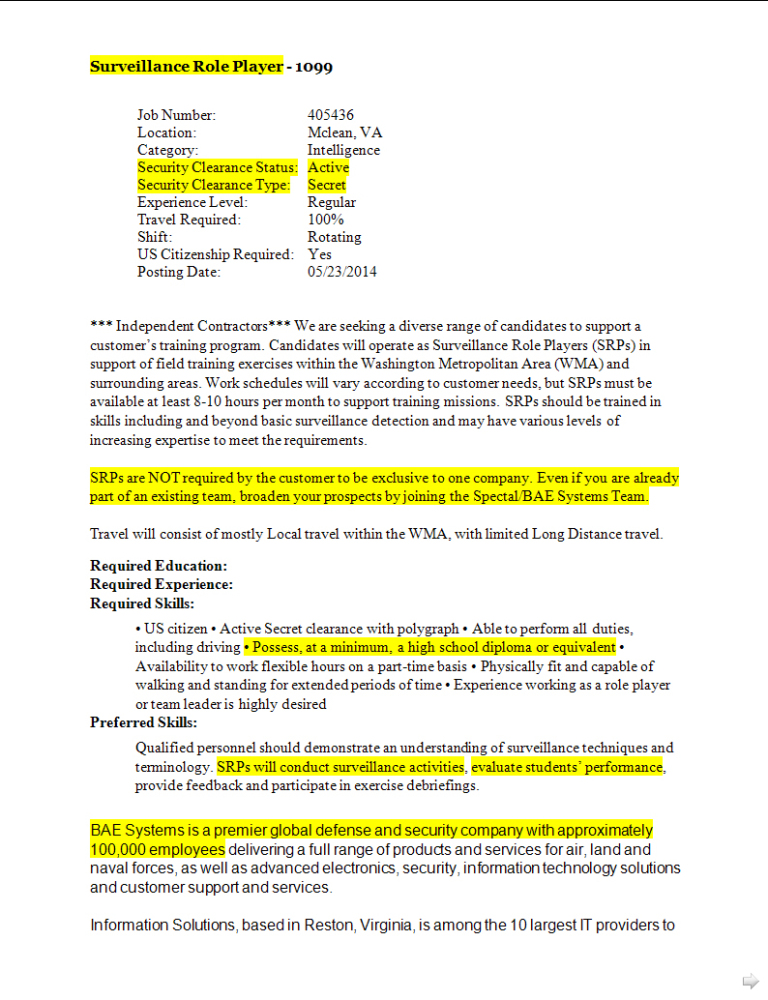 Surveillance Role Player - 1099
Job Number: 405436
Location: Mclean, VA
Category: Intelligence
Security Clearance Status: Active
Security Clearance Type: Secret
Experience Level: Regular
Travel Required: 100%
Shift: Rotating
US Citizenship Required: Yes
Posting Date: 05/23/2014
*** Independent Contractors*** We are seeking a diverse range of candidates to support a
customer's training program. Candidates will operate as Surveillance Role Players (SRPs) in
support of field training exercises within the Washington Metropolitan Area (WMA) and
surrounding areas. Work schedules will vary according to customer needs, but SRPs must be
available at least 8-10 hours per month to support training missions. SRPs should be trained in
skills including and beyond basic surveillance detection and may have various levels of
increasing expertise to meet the requirements.
SRPs are NOT required by the customer to be exclusive to one company. Even if you are already
part of an existing team, broaden your prospects by joining the Spectal/BAE Systems Team.
Travel will consist of mostly Local travel within the WMA, with limited Long Distance travel.
Required Education:
Required Experience:
Required Skills:
• US citizen • Active Secret clearance with polygraph • Able to perform all duties,
including driving • Possess, at a minimum, a high school diploma or equivalent •
Availability to work flexible hours on a part-time basis • Physically fit and capable of
walking and standing for extended periods of time • Experience working as a role player
or team leader is highly desired
Preferred Skills:
Qualified personnel should demonstrate an understanding of surveillance techniques and
terminology. SRPs will conduct surveillance activities, evaluate students' performance,
provide feedback and participate in exercise debriefings.
BAE Systems is a premier global defense and security company with approximately
100,000 employees delivering a full range of products and services for air, land and
naval forces, as well as advanced electronics, security, information technology solutions
and customer support and services.
Information Solutions, based in Reston, Virginia, is among the 10 largest IT providers to